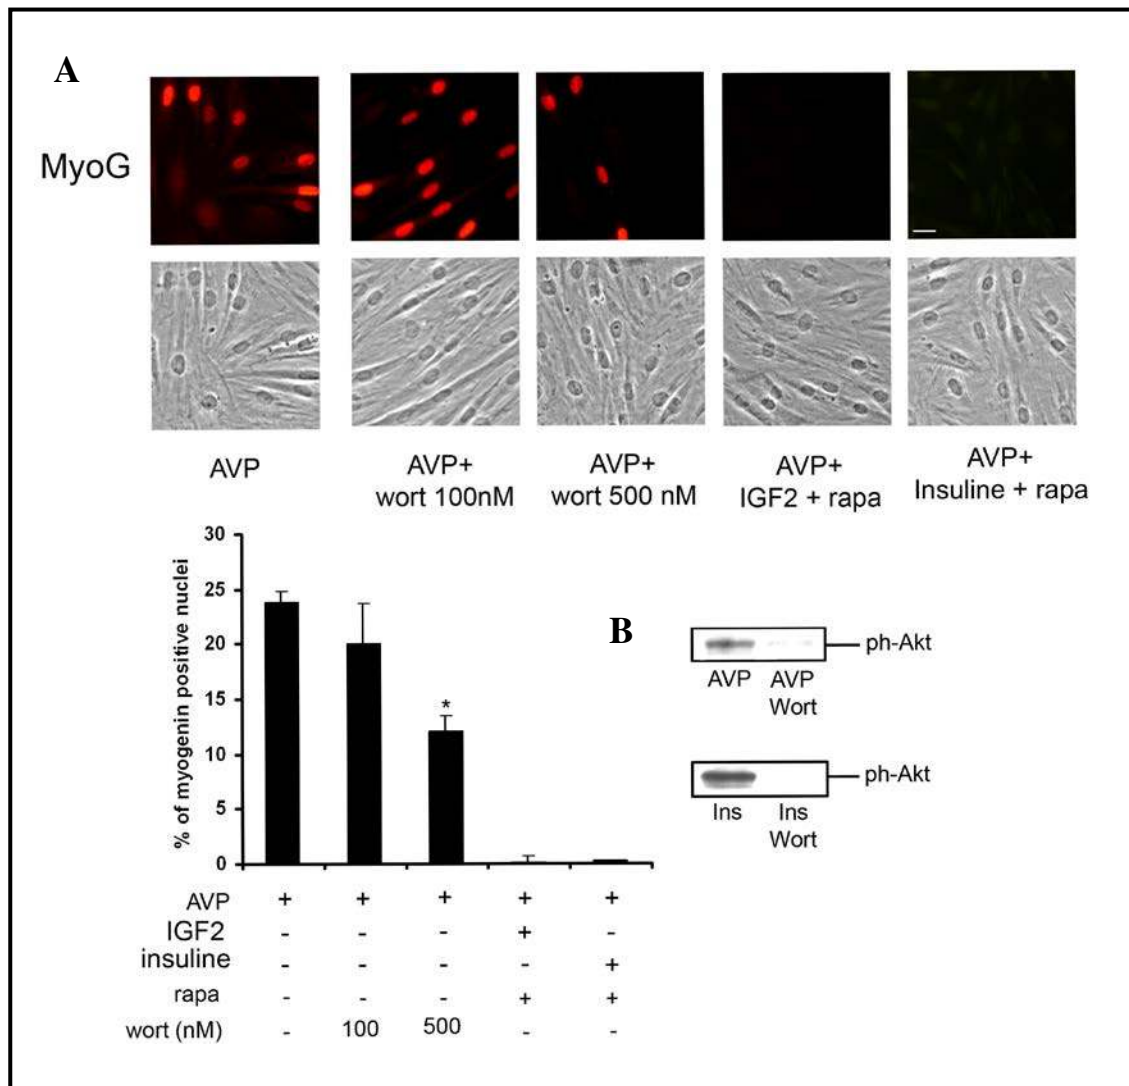 A
MyoG
AVP
AVP+
wort 100nM
AVP+
wort 500 nM
AVP+
IGF2 + rapa
AVP+
Insuline + rapa
% of myogenin positive nuclei
30
25
20
15
10
5
0
*
AVP + + + + +
IGF2 - - - + -
insuline - - - - +
rapa - - - + +
wort (nM) - 100 500 - -
B
ph-Akt
AVP
AVP
Wort
ph-Akt
Ins
Ins
Wort